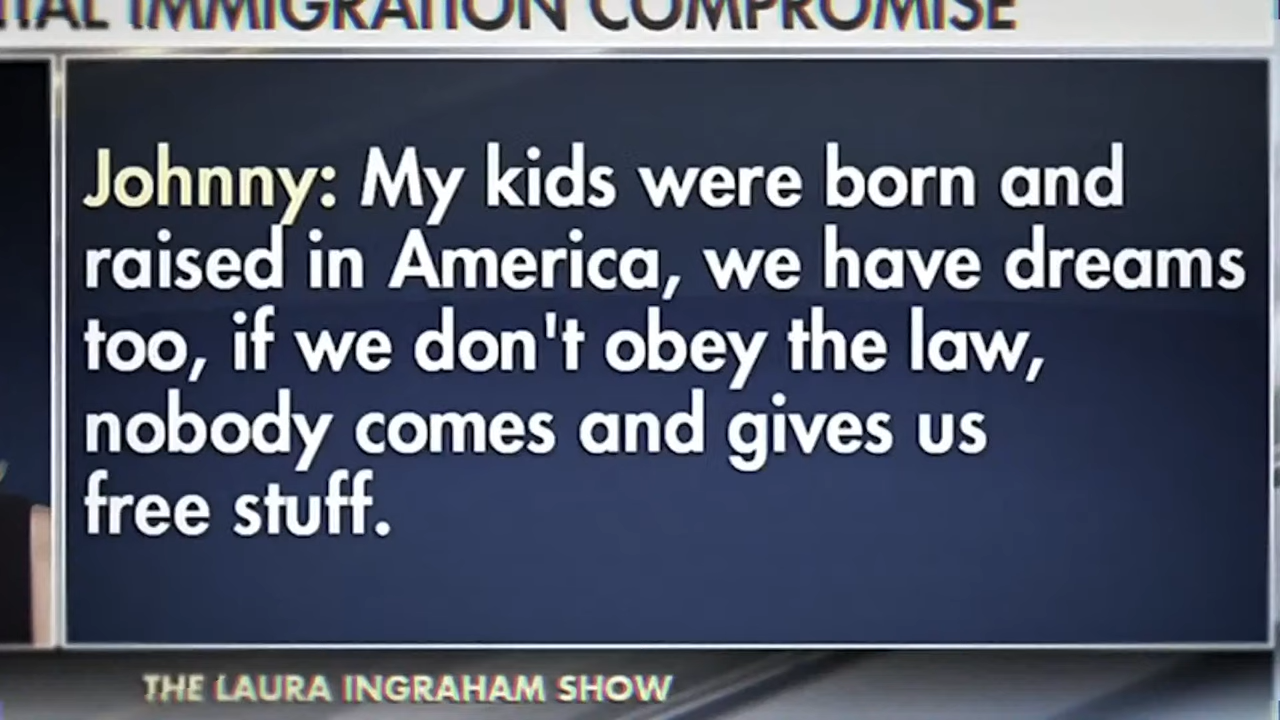 IMMIGRATION COMPROMISE
Johnny: My kids were born and
raised in America, we have dreams
too, if we don't obey the law,
nobody comes and gives us
free stuff.
THE LAURA INGRAHAM SHOW